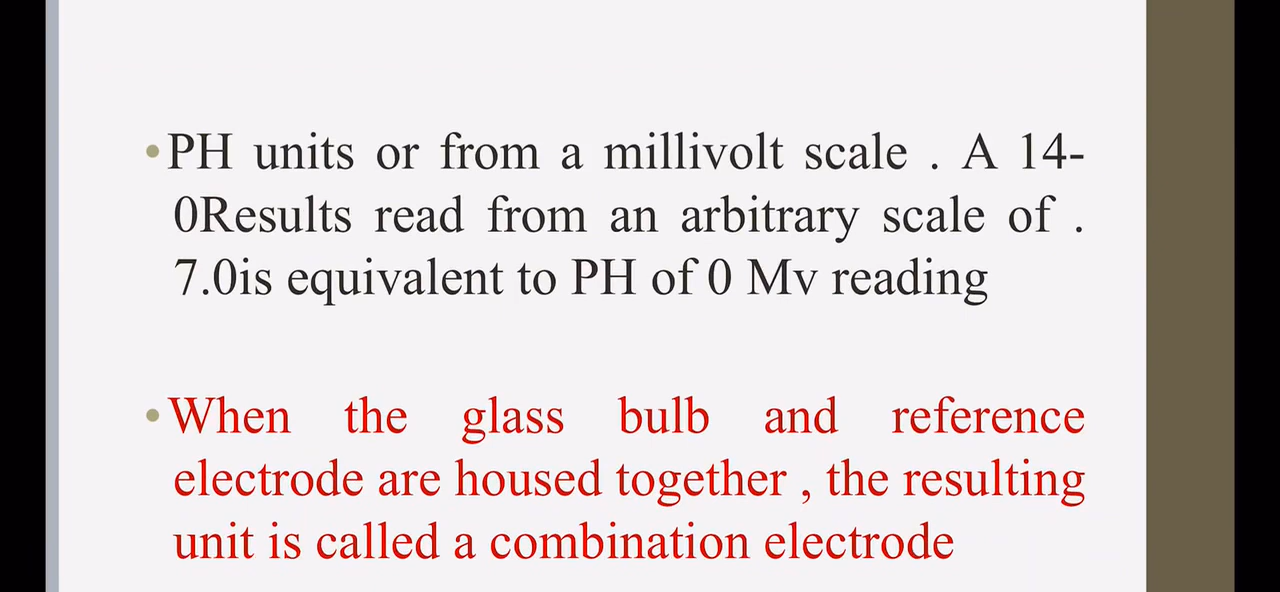 •PH units or from a millivolt scale . A 14-
0Results read from an arbitrary scale of .
7.0is equivalent to PH of 0 Mv reading
•When the glass bulb and reference
electrode are housed together , the resulting
unit is called a combination electrode